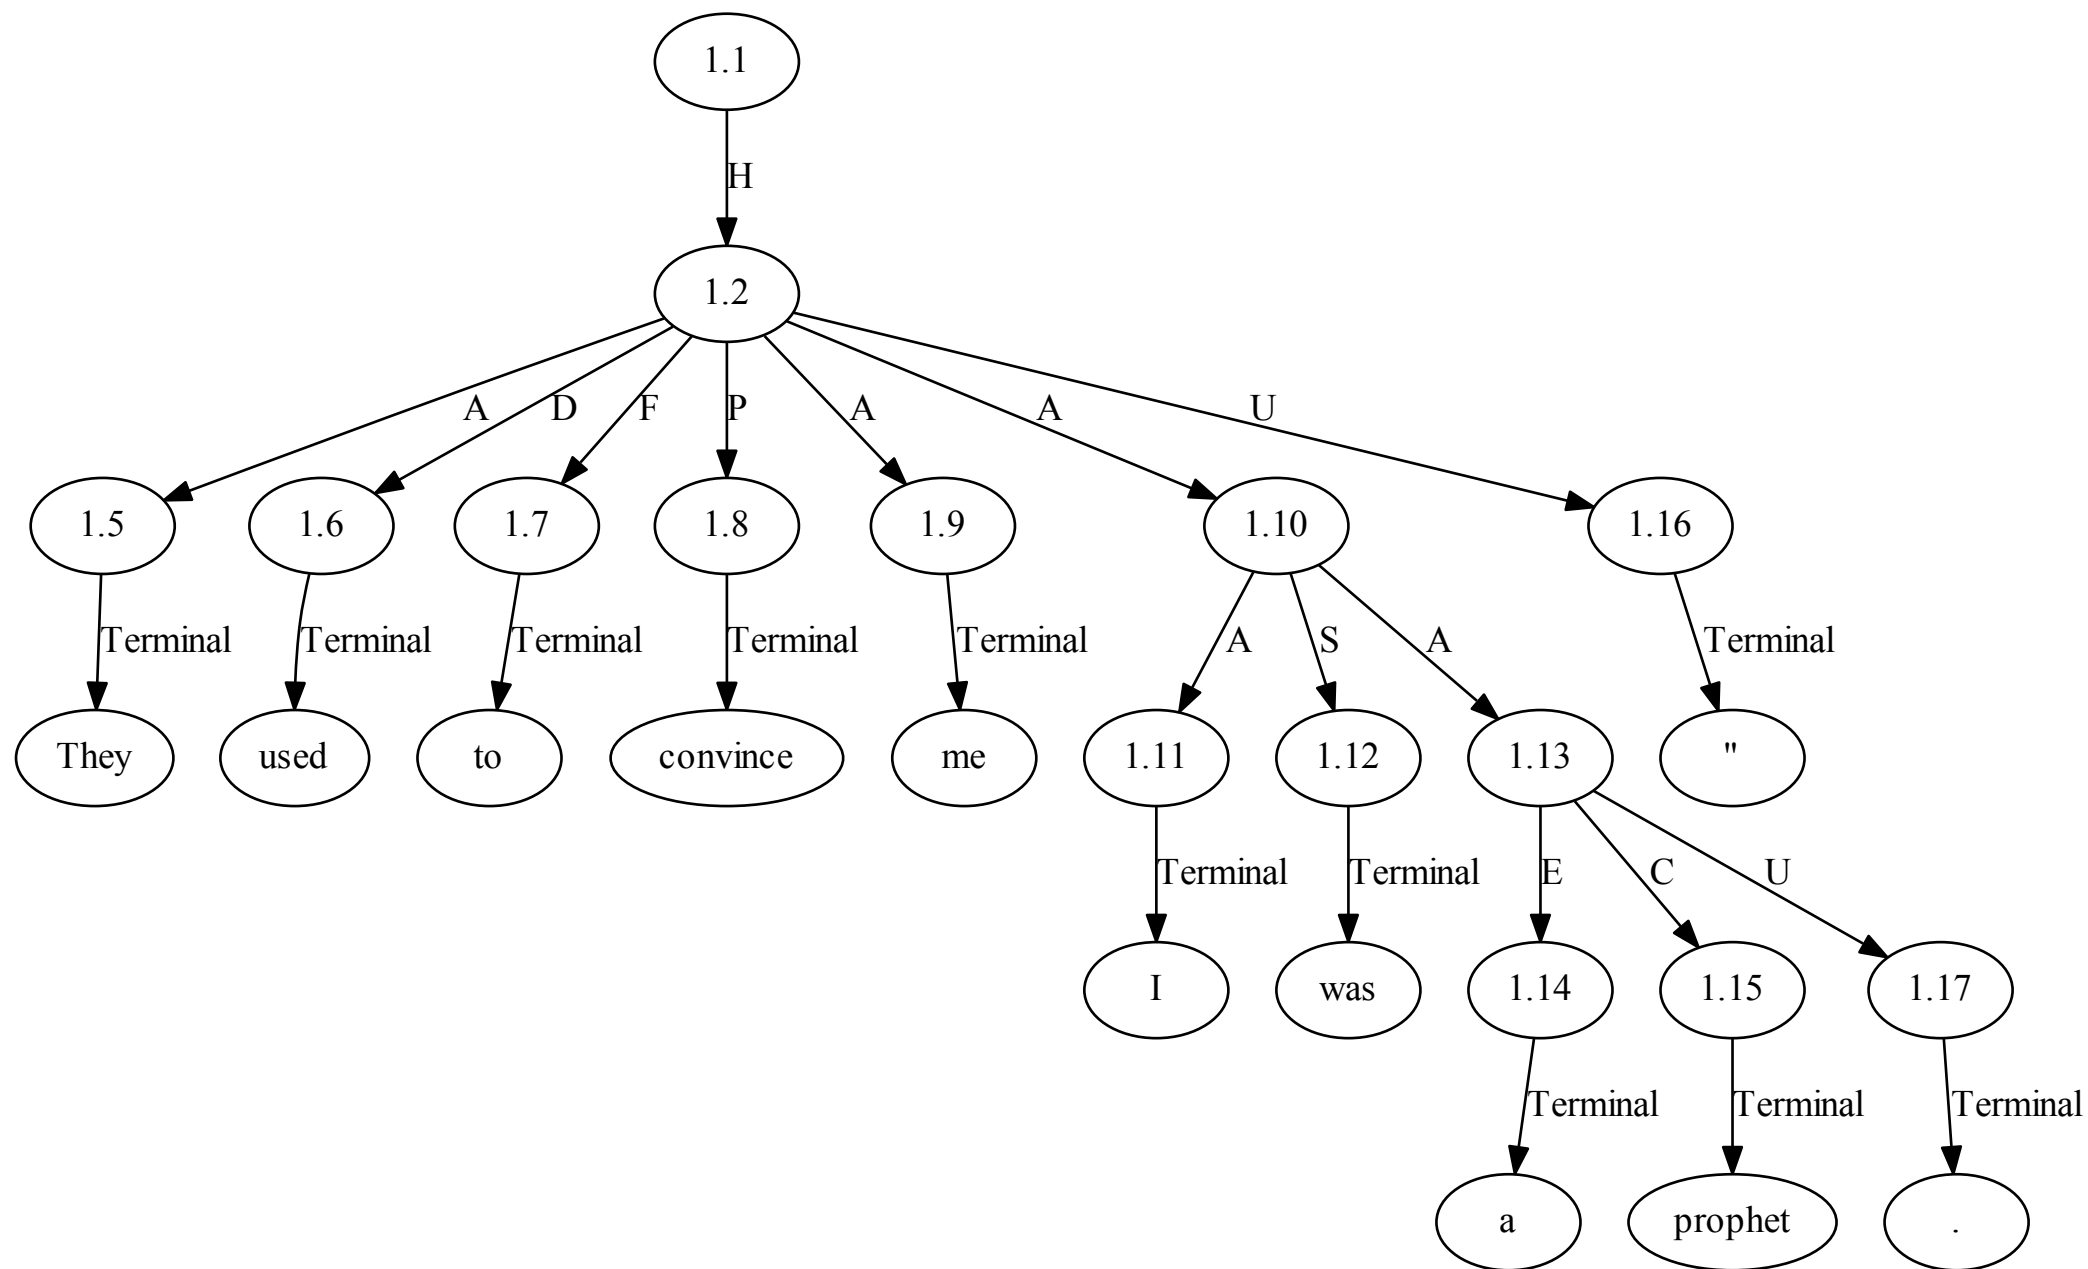 1.1
H
1.2
A D F P A A U
1.5 1.6 1.7 1.8 1.9 1.10 1.16
Terminal Terminal Terminal Terminal Terminal A S A Terminal
They used to convince me 1.11 1.12 1.13 "
Terminal Terminal E C U
I was 1.14 1.15 1.17
Terminal Terminal Terminal
a prophet .